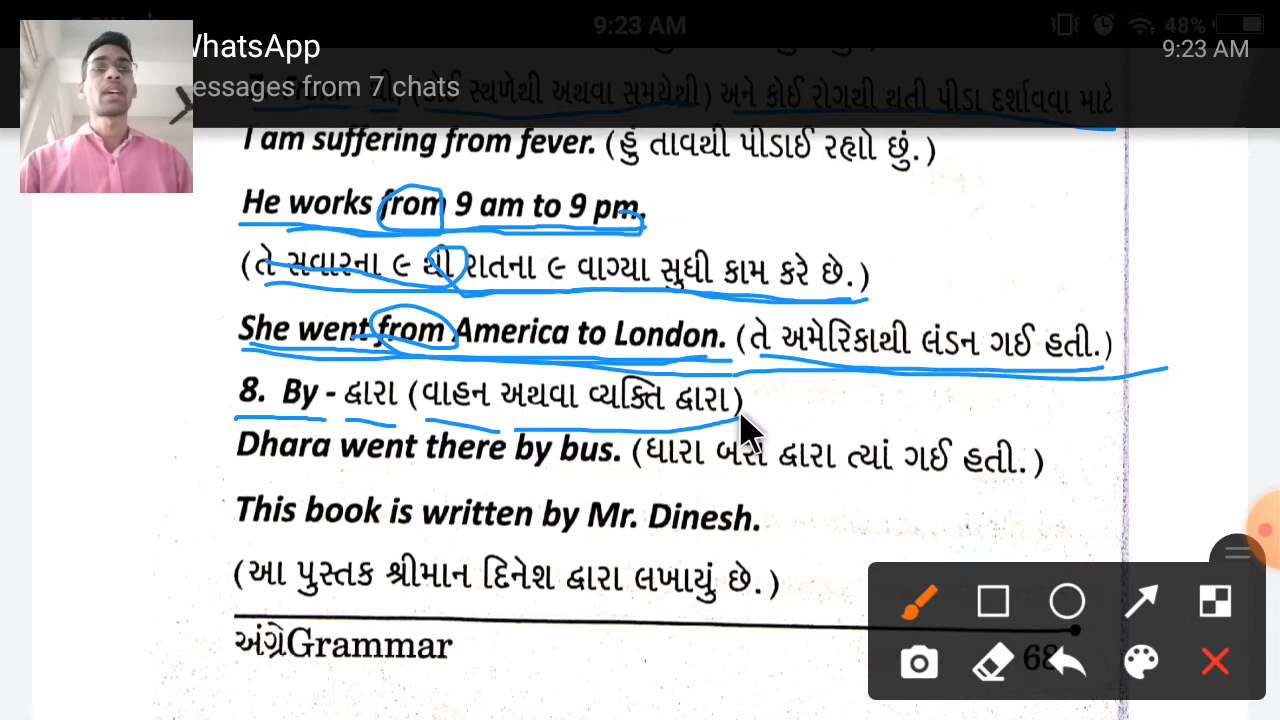 9:23 AM
48%
WhatsApp
9:23 AM
essages from 7 chats
થી, (કોઈ સ્થળેથી અથવા સમયેથી) અને કોઈ રોગથી થતી પીડા દર્શાવવા માટે
I am suffering from fever. (હું તાવથી પીડાઈ રહ્યો છું.)
He works from 9 am to 9 pm.
(તે સવારના ૯ થી રાતના ૯ વાગ્યા સુધી કામ કરે છે.)
She went from America to London. (તે અમેરિકાથી લંડન ગઈ હતી.)
8. By - દ્વારા (વાહન અથવા વ્યક્તિ દ્વારા)
Dhara went there by bus. (ધારા બસ દ્વારા ત્યાં ગઈ હતી.)
This book is written by Mr. Dinesh.
(આ પુસ્તક શ્રીમાન દિનેશ દ્વારા લખાયું છે.)
અંગ્રેGrammar
68